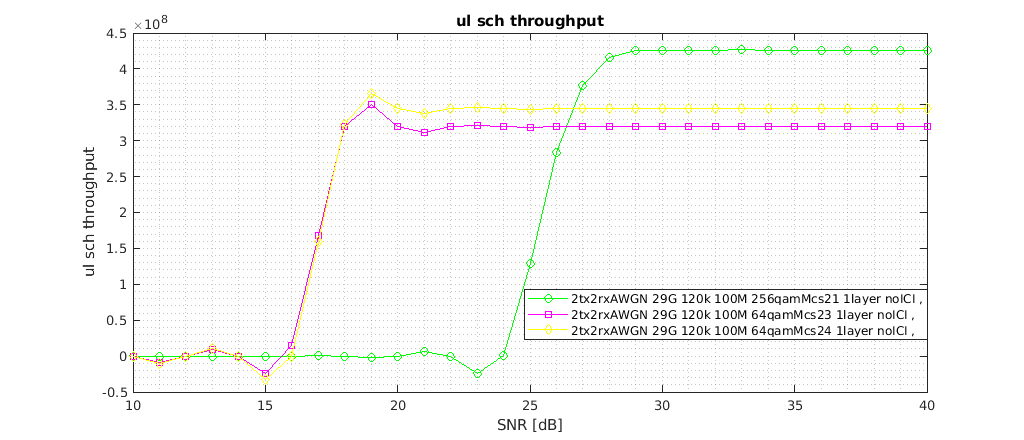 ul sch throughput
×10⁸
4.5
4
3.5
3
2.5
2
1.5
1
0.5
0
-0.5
ul sch throughput
2tx2rxAWGN 29G 120k 100M 256qamMcs21 1layer noICI ,
2tx2rxAWGN 29G 120k 100M 64qamMcs23 1layer noICI ,
2tx2rxAWGN 29G 120k 100M 64qamMcs24 1layer noICI ,
10 15 20 25 30 35 40
SNR [dB]